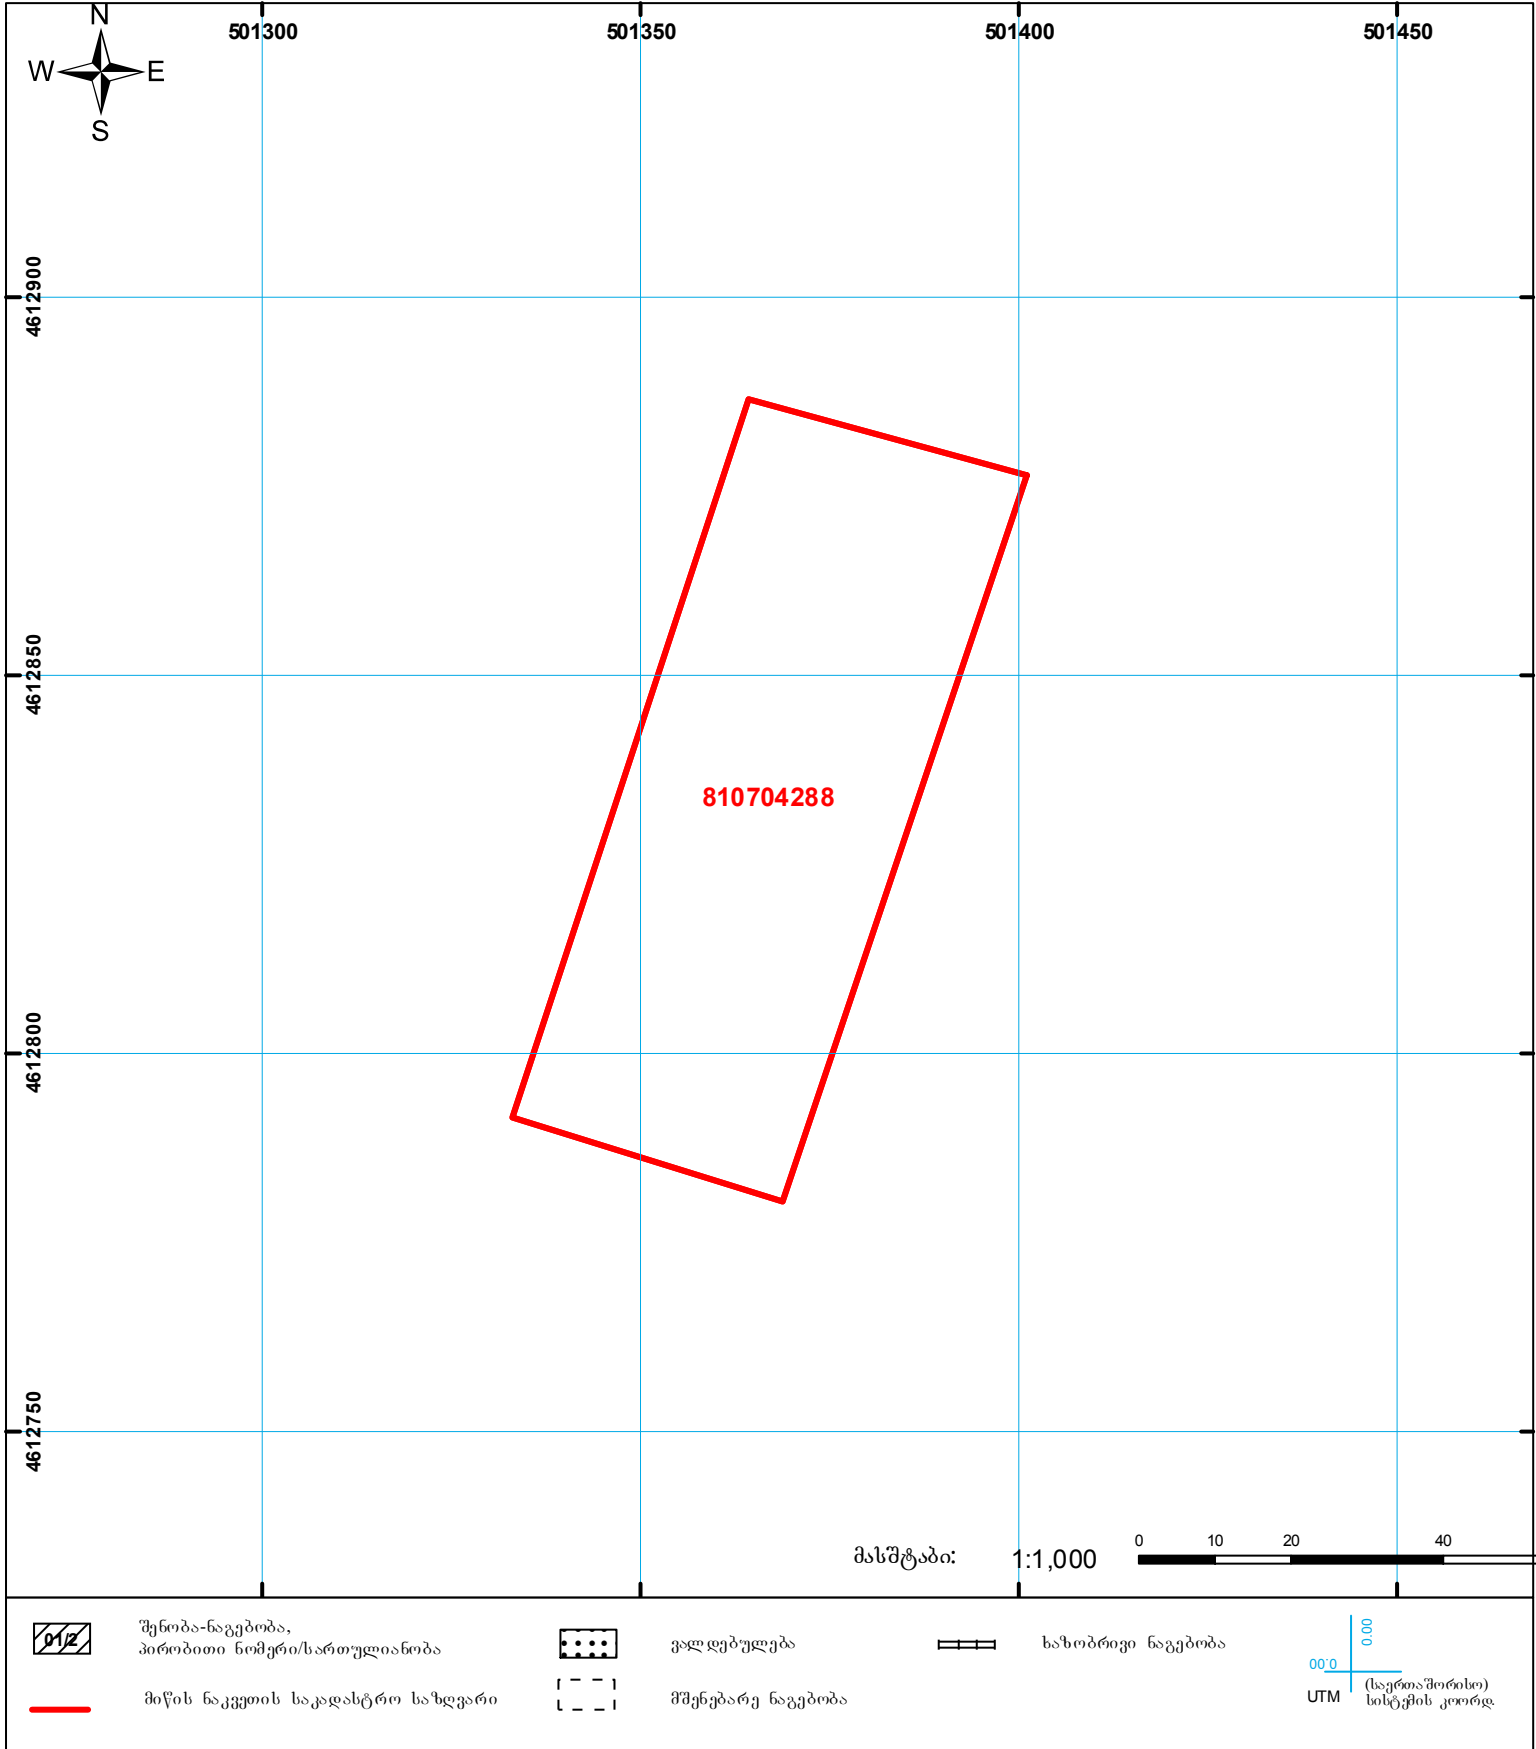 N
W E
S
501300 501350 501400 501450
4612900
4612850
4612800
4612750
810704288
მასშტაბი: 1:1,000
0 10 20 40
01/2
შენობა-ნაგებობა,
პირობითი ნომერი/სართულიანობა
ვალდებულება
ხაზობრივი ნაგებობა
მიწის ნაკვეთის საკადასტრო საზღვარი
მშენებარე ნაგებობა
0.00
0.00
UTM
(საერთაშორისო)
სისტემის კოორდ.